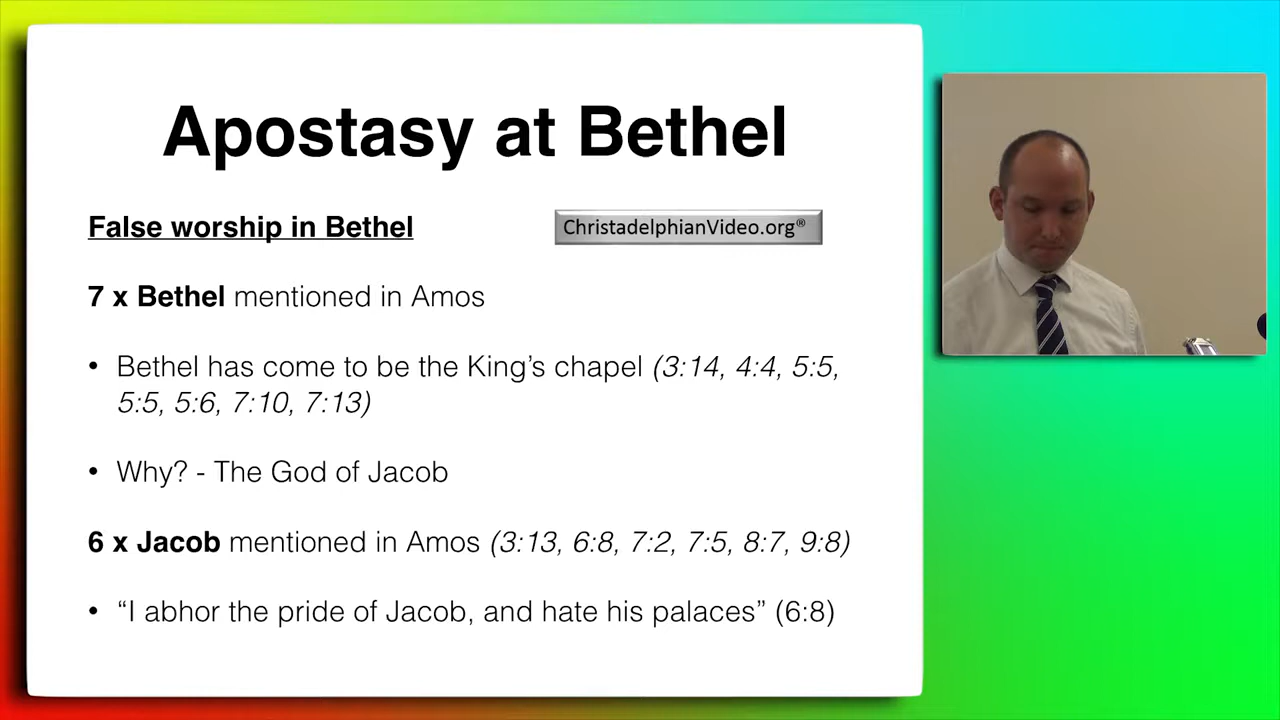 Apostasy at Bethel
False worship in Bethel
ChristadelphianVideo.org®
7 x Bethel mentioned in Amos
• Bethel has come to be the King’s chapel (3:14, 4:4, 5:5,
5:5, 5:6, 7:10, 7:13)
• Why? - The God of Jacob
6 x Jacob mentioned in Amos (3:13, 6:8, 7:2, 7:5, 8:7, 9:8)
• “I abhor the pride of Jacob, and hate his palaces” (6:8)